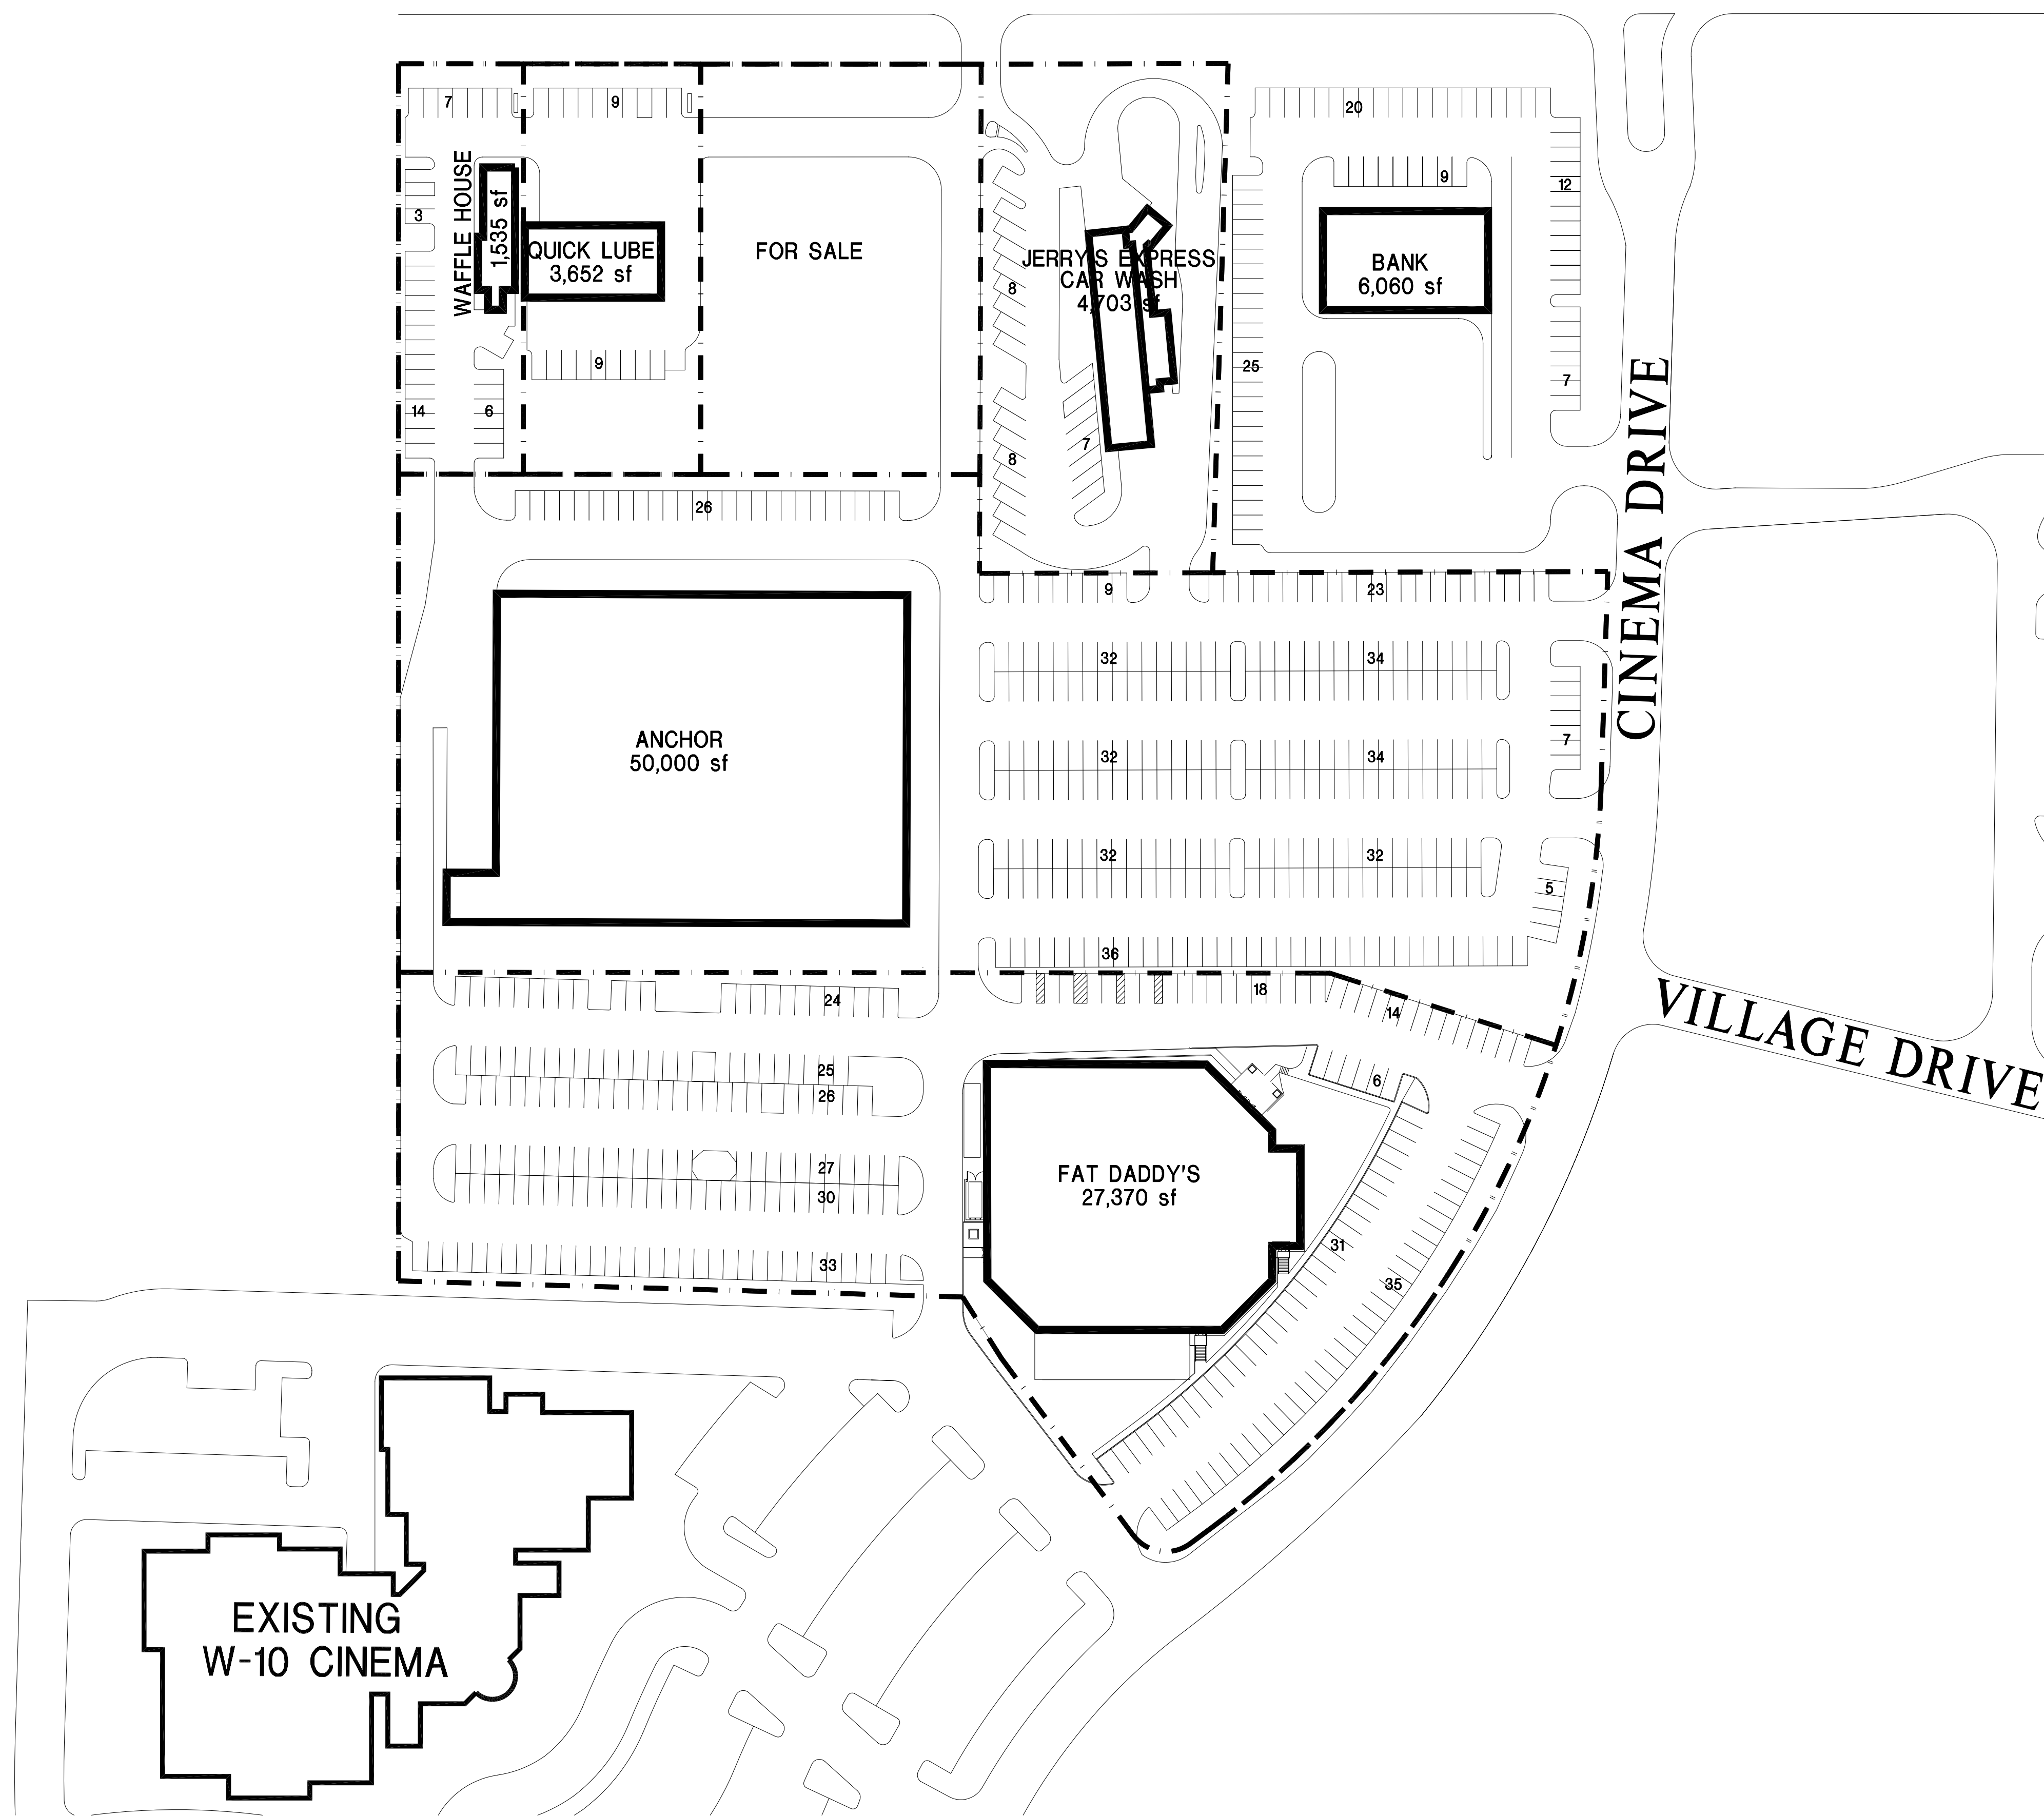 7
9
20
12
9
3
WAFFLE HOUSE
1,535 sf
QUICK LUBE
3,652 sf
FOR SALE
JERRY'S EXPRESS
CAR WASH
4,703 sf
BANK
6,060 sf
8
25
9
7
14
6
7
8
26
CINEMA DRIVE
9
23
32
34
7
ANCHOR
50,000 sf
32
34
32
32
5
36
24
18
14
VILLAGE DRIVE
25
26
6
27
30
FAT DADDY'S
27,370 sf
31
33
35
EXISTING
W-10 CINEMA